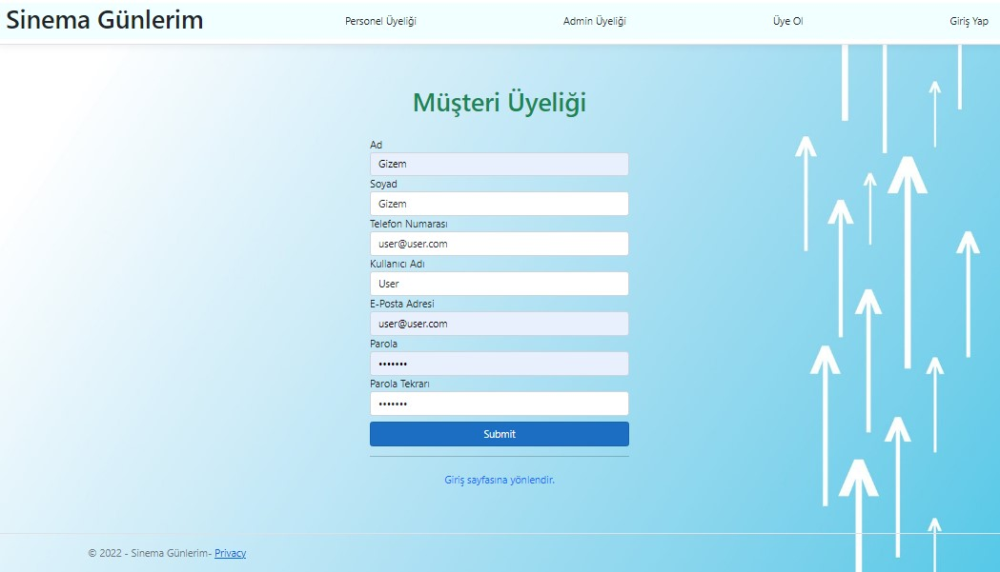 Sinema Günlerim
Personel Üyeliği
Admin Üyeliği
Üye Ol
Giriş Yap
Müşteri Üyeliği
Ad
Gizem
Soyad
Gizem
Telefon Numarası
user@user.com
Kullanıcı Adı
User
E-Posta Adresi
user@user.com
Parola
•••••••
Parola Tekrarı
•••••••
Submit
Giriş sayfasına yönlendir.
© 2022 - Sinema Günlerim- Privacy